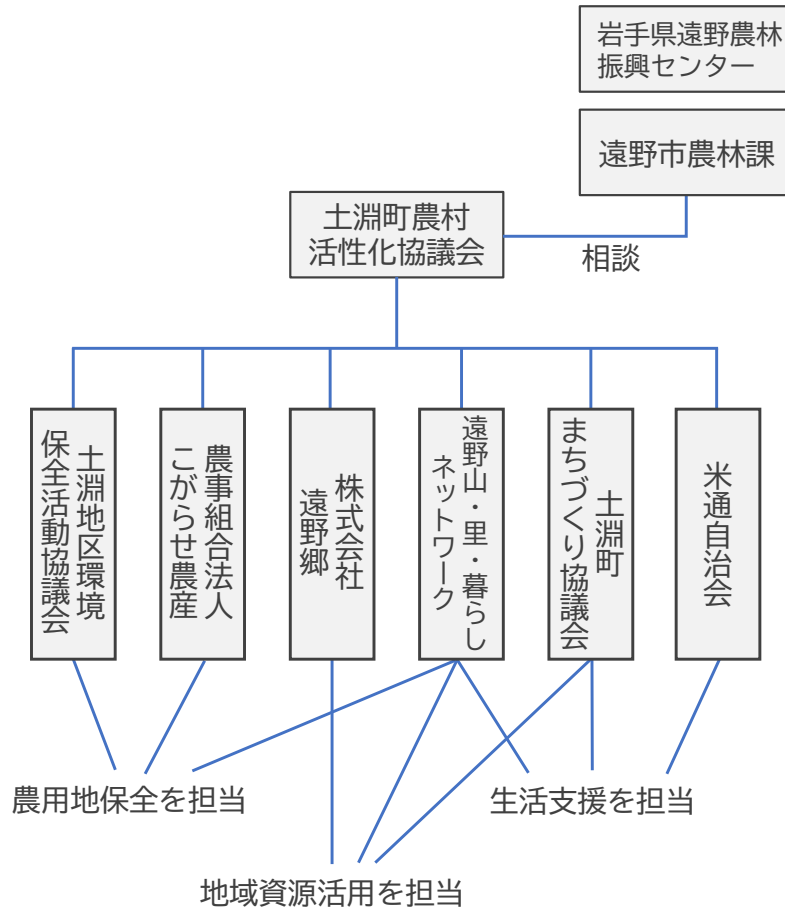 岩手県遠野農林
振興センター
遠野市農林課
土淵町農村
活性化協議会
相談
土淵地区環境
保全活動協議会
農事組合法人
こがらせ農産
株式会社
遠野郷
遠野山・里・暮らし
ネットワーク
土淵町
まちづくり協議会
米通自治会
農用地保全を担当
生活支援を担当
地域資源活用を担当